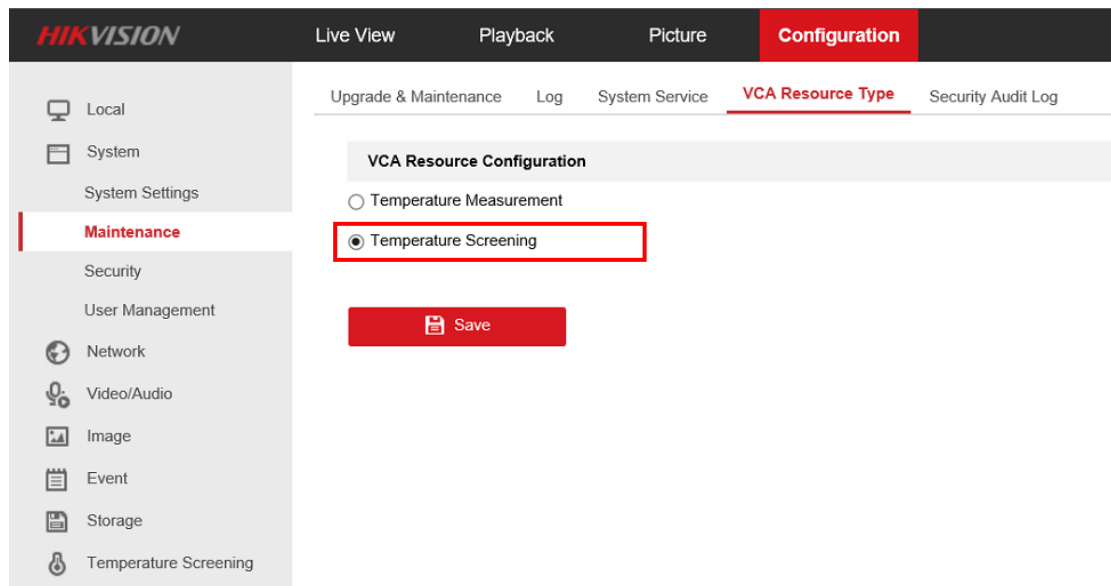 HIKVISION Live View Playback Picture Configuration
Local
System
System Settings
Maintenance
Security
User Management
Network
Video/Audio
Image
Event
Storage
Temperature Screening
Upgrade & Maintenance Log System Service VCA Resource Type Security Audit Log
VCA Resource Configuration
Temperature Measurement
Temperature Screening
Save